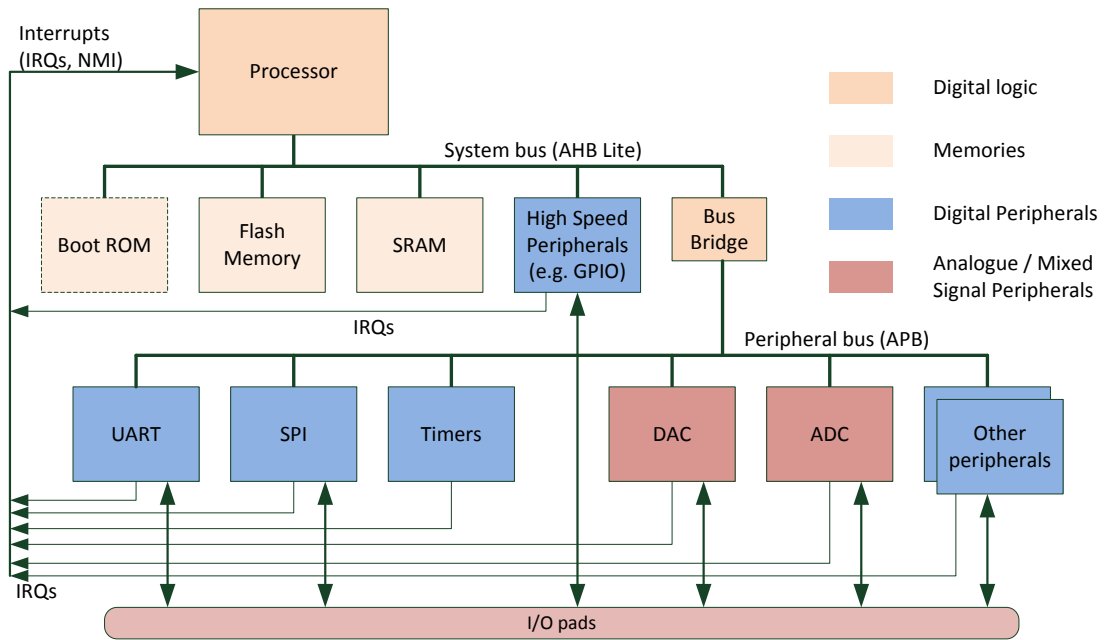 Interrupts
(IRQs, NMI)
Processor
Digital logic
System bus (AHB Lite)
Memories
Boot ROM
Flash
Memory
SRAM
High Speed
Peripherals
(e.g. GPIO)
Bus
Bridge
Digital Peripherals
Analogue / Mixed
Signal Peripherals
IRQs
Peripheral bus (APB)
UART
SPI
Timers
DAC
ADC
Other
peripherals
IRQs
I/O pads